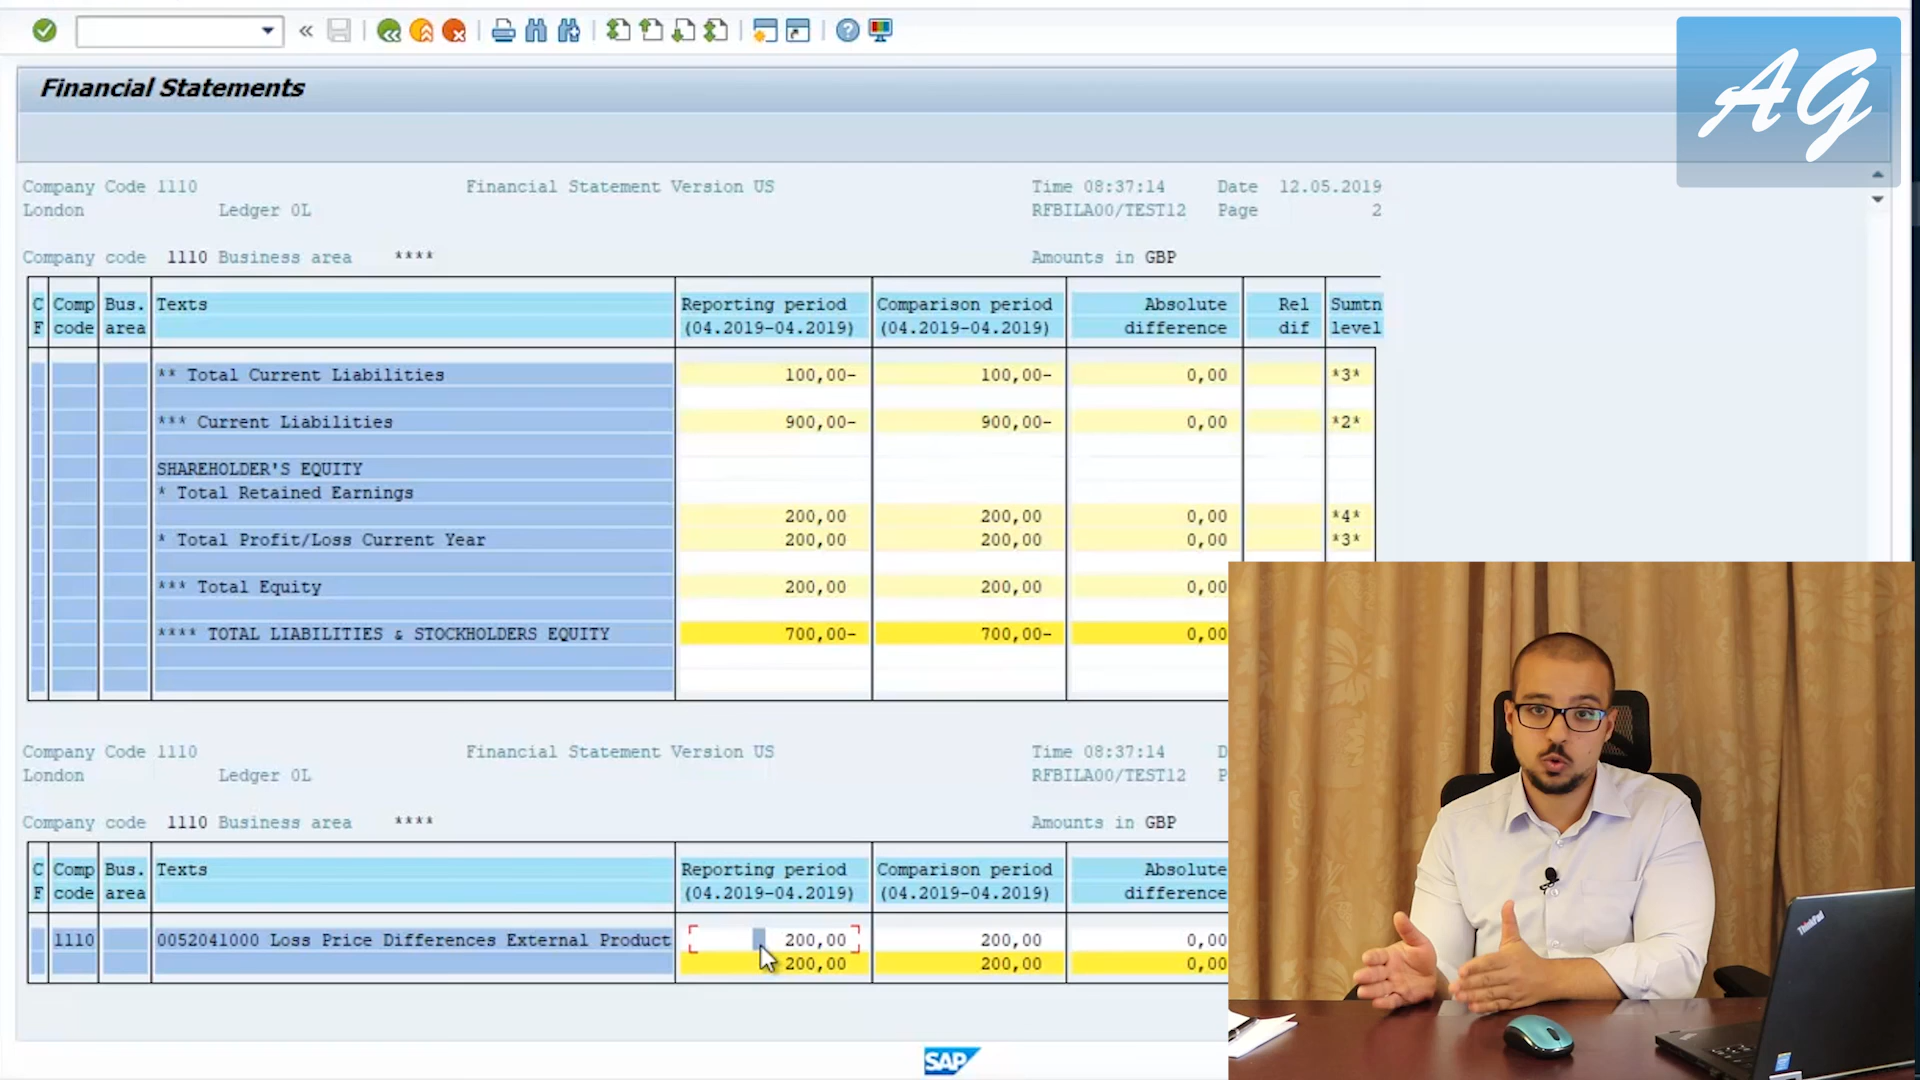 AG
Financial Statements
Company Code 1110 Financial Statement Version US Time 08:37:14 Date 12.05.2019
London Ledger 0L RFBILA00/TEST12 Page 2
Company code 1110 Business area **** Amounts in GBP
C Comp Bus. Texts Reporting period Comparison period Absolute Rel Sumtn
F code area (04.2019-04.2019) (04.2019-04.2019) difference dif level
** Total Current Liabilities 100,00- 100,00- 0,00 *3*
*** Current Liabilities 900,00- 900,00- 0,00 *2*
SHAREHOLDER'S EQUITY
* Total Retained Earnings
200,00 200,00 0,00 *4*
* Total Profit/Loss Current Year 200,00 200,00 0,00 *3*
*** Total Equity 200,00 200,00 0,00
**** TOTAL LIABILITIES & STOCKHOLDERS EQUITY 700,00- 700,00- 0,00
Company Code 1110 Financial Statement Version US Time 08:37:14 D
London Ledger 0L RFBILA00/TEST12 P
Company code 1110 Business area **** Amounts in GBP
C Comp Bus. Texts Reporting period Comparison period Absolute
F code area (04.2019-04.2019) (04.2019-04.2019) difference
1110 0052041000 Loss Price Differences External Product 200,00 200,00 0,00
200,00 200,00 0,00
SAP
ThinkPad